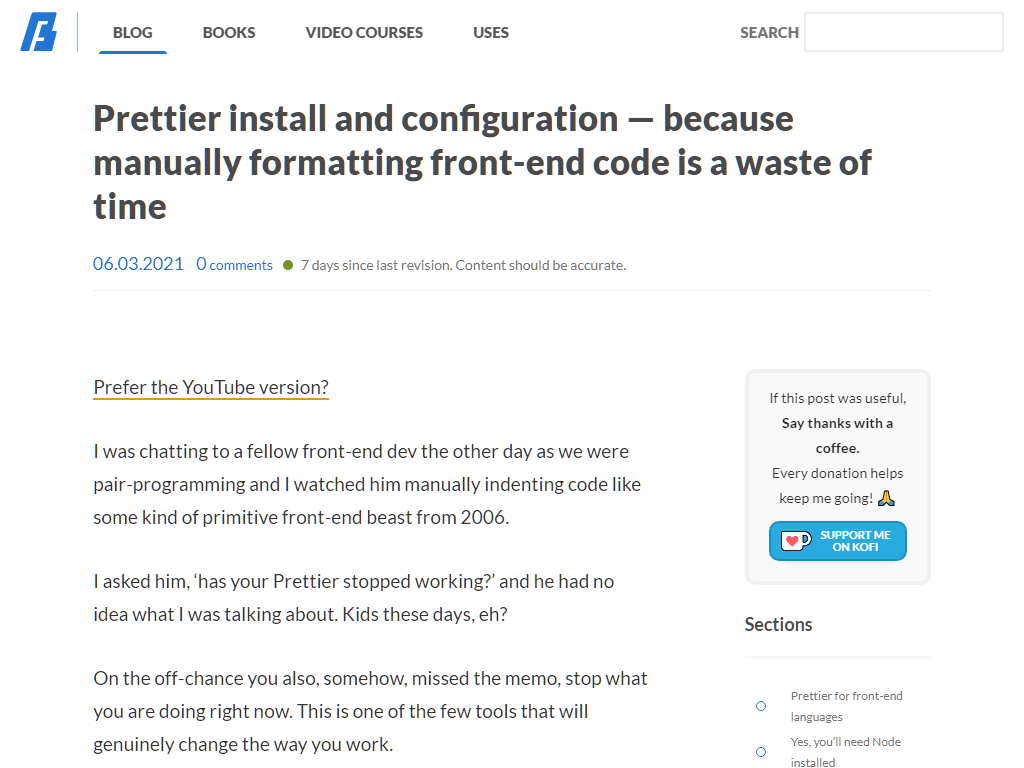 BLOG BOOKS VIDEO COURSES USES SEARCH
Prettier install and configuration — because
manually formatting front-end code is a waste of
time
06.03.2021 0 comments 7 days since last revision. Content should be accurate.
Prefer the YouTube version?
I was chatting to a fellow front-end dev the other day as we were
pair-programming and I watched him manually indenting code like
some kind of primitive front-end beast from 2006.
I asked him, ‘has your Prettier stopped working?’ and he had no
idea what I was talking about. Kids these days, eh?
On the off-chance you also, somehow, missed the memo, stop what
you are doing right now. This is one of the few tools that will
genuinely change the way you work.
If this post was useful,
Say thanks with a
coffee.
Every donation helps
keep me going! 🙏
SUPPORT ME
ON KOFI
Sections
Prettier for front-end
languages
Yes, you’ll need Node
installed